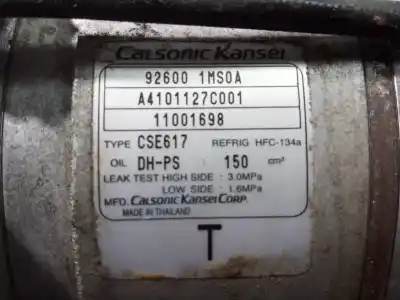 CALSONIC KANSEI
92600 1MS0A
A4101127C001
11001698
TYPE CSE617 REFRIG HFC-134a
OIL DH-PS : 150 cm³
LEAK TEST HIGH SIDE : 3.0MPa
LOW SIDE : 1.6MPa
MFD. CALSONIC KANSEI CORP.
MADE IN THAILAND
T